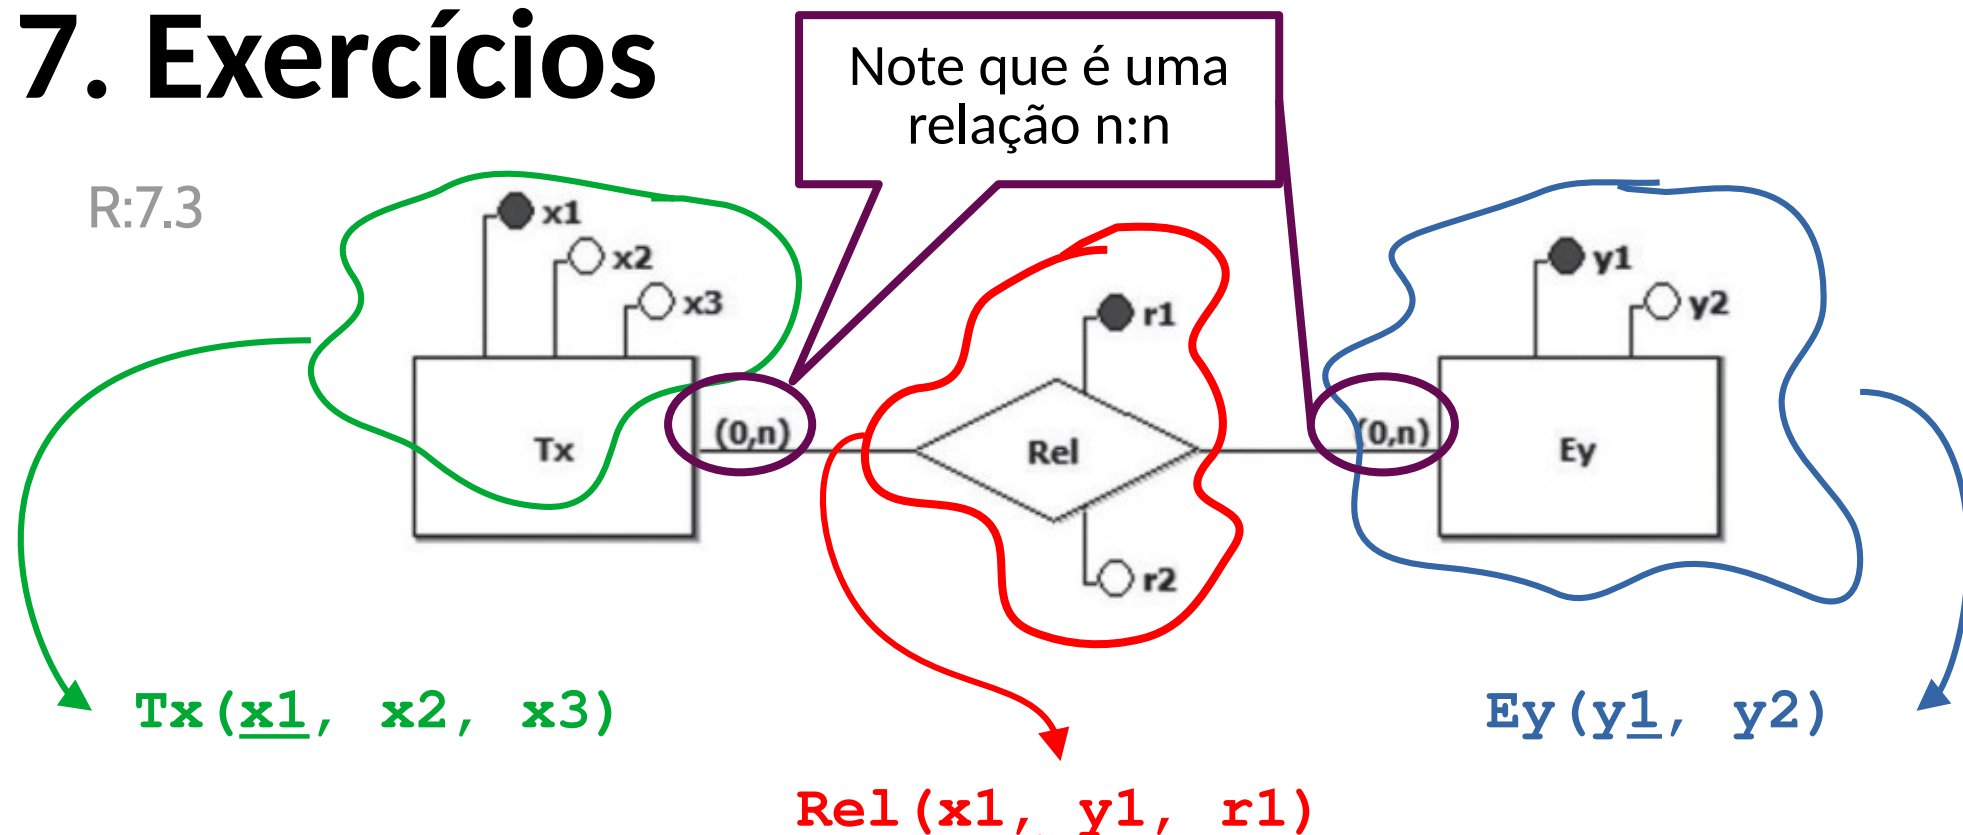 7. Exercícios
Note que é uma
relação n:n
R:7.3
x1
x2
x3
r1
y1
y2
(0,n)
(0,n)
Tx
Rel
Ey
r2
Tx(x1, x2, x3)
Ey(y1, y2)
Rel(x1, y1, r1)